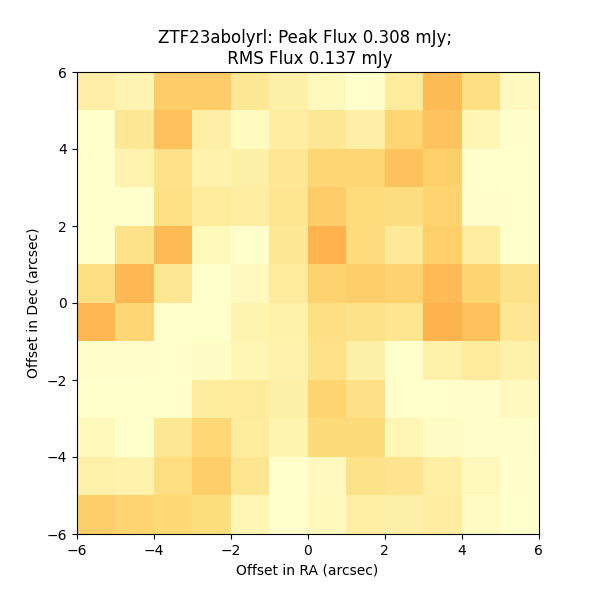 ZTF23abolyrl: Peak Flux 0.308 mJy;
RMS Flux 0.137 mJy
6
4
2
0
−2
−4
−6
Offset in Dec (arcsec)
−6 −4 −2 0 2 4 6
Offset in RA (arcsec)